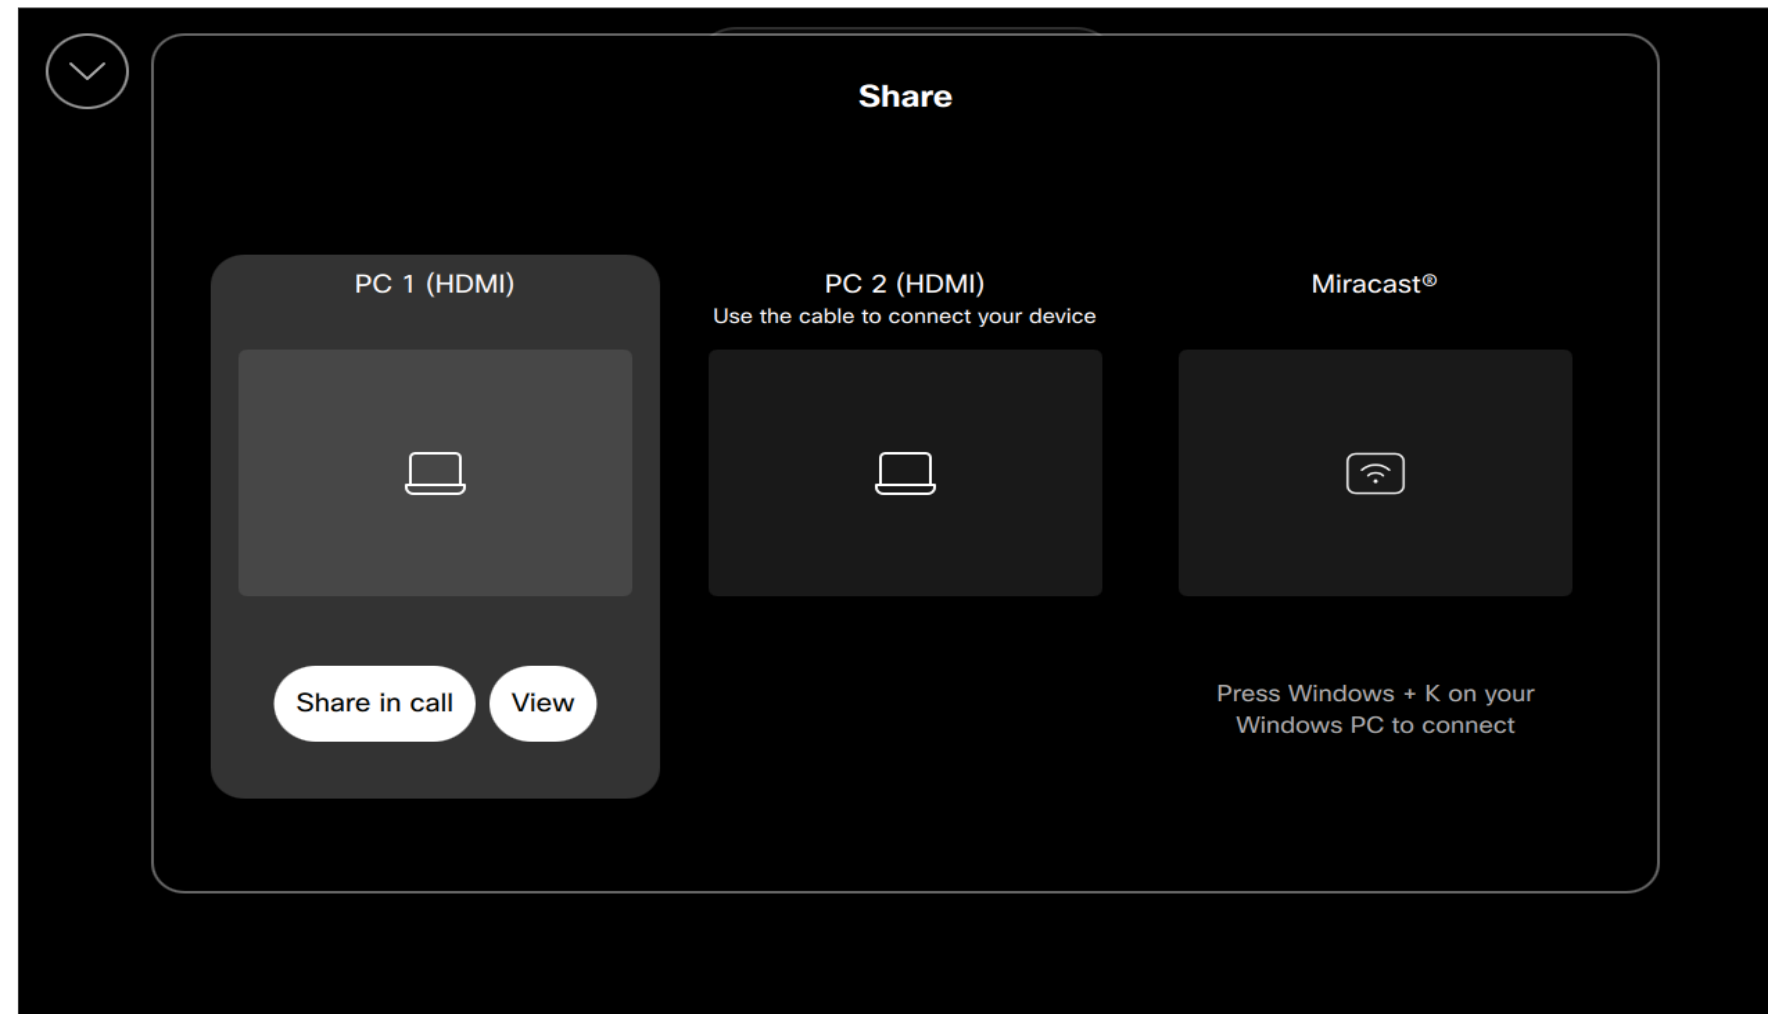 Share
PC 1 (HDMI)
PC 2 (HDMI)
Use the cable to connect your device
Miracast®
Share in call
View
Press Windows + K on your
Windows PC to connect